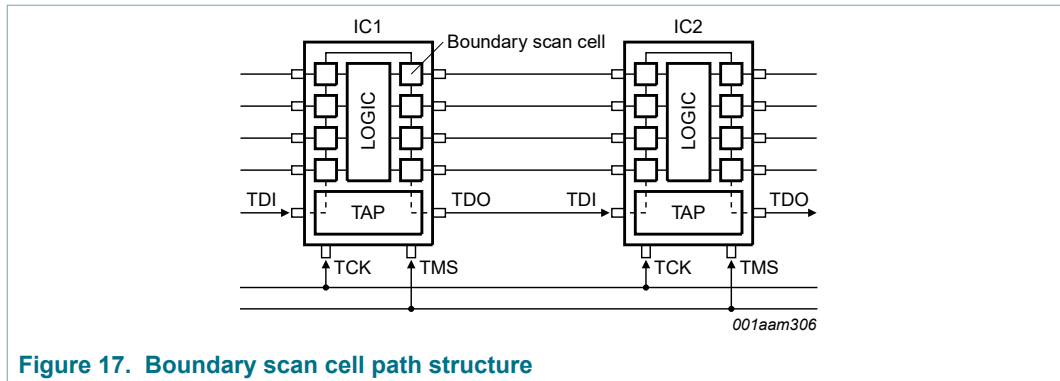 IC1
IC2
Boundary scan cell
LOGIC
LOGIC
TDI
TAP
TDO
TDI
TAP
TDO
TCK
TMS
TCK
TMS
001aam306
Figure 17. Boundary scan cell path structure